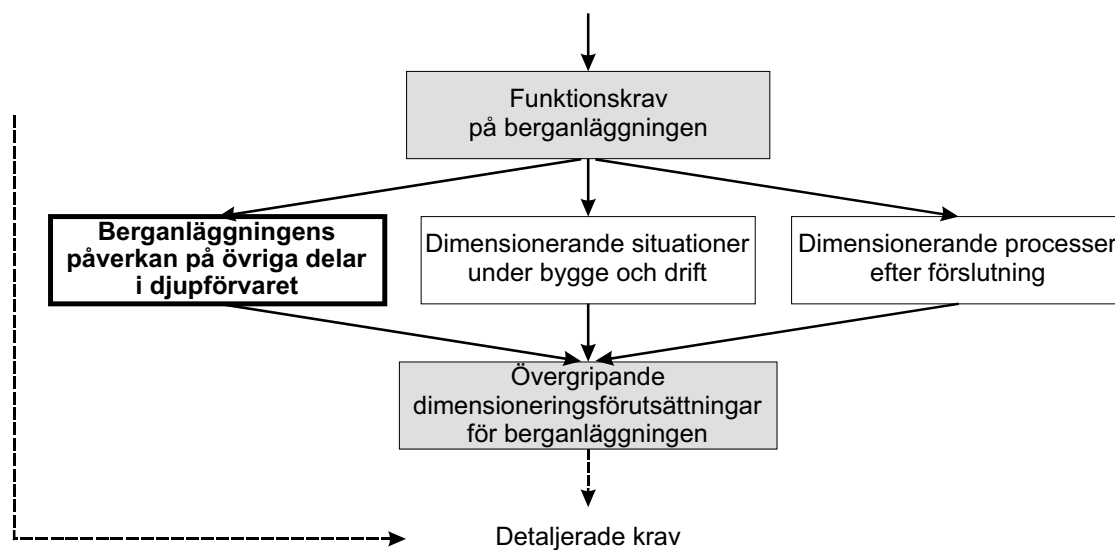 Funktionskrav
på berganläggningen
Berganläggningens
påverkan på övriga delar
i djupförvaret
Dimensionerande situationer
under bygge och drift
Dimensionerande processer
efter förslutning
Övergripande
dimensioneringsförutsättningar
för berganläggningen
Detaljerade krav